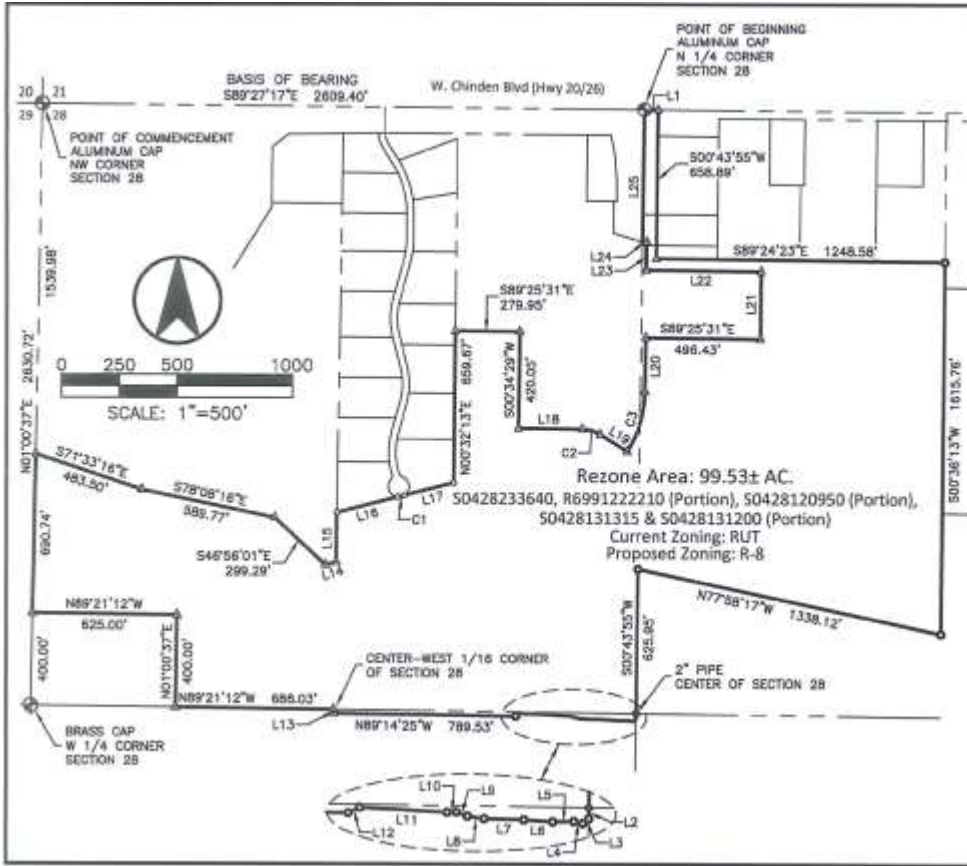 POINT OF BEGINNING
ALUMINUM CAP
N 1/4 CORNER
SECTION 28
BASIS OF BEARING
S89°27'17"E 2609.40'
W. Chinden Blvd (Hwy 20/26)
L1
20 21
29 28
POINT OF COMMENCEMENT
ALUMINUM CAP
NW CORNER
SECTION 28
S00°43'55"W
658.89'
L25
L24
L23
S89°24'23"E 1248.58'
L22
L21
1539.98'
2630.72'
N01°00'37"E
0 250 500 1000
SCALE: 1"=500'
S89°25'31"E
279.95'
S89°25'31"E
496.43'
L20
659.67'
N00°32'13"E
S00°34'29"W
420.05'
L18
C2
L19
C3
1615.76'
S00°36'13"W
S71°33'16"E
483.50'
S78°08'16"E
589.77'
S46°56'01"E
299.29'
L15
L14
L16
L17
C1
Rezone Area: 99.53± AC.
S0428233640, R6991222210 (Portion), S0428120950 (Portion),
S0428131315 & S0428131200 (Portion)
Current Zoning: RUT
Proposed Zoning: R-8
690.74'
N89°21'12"W
625.00'
N77°58'17"W 1338.12'
S00°43'55"W
625.95'
400.00'
N01°00'37"E
400.00'
CENTER-WEST 1/16 CORNER
OF SECTION 28
2" PIPE
CENTER OF SECTION 28
N89°21'12"W 686.03'
L13
N89°14'25"W 789.53'
BRASS CAP
W 1/4 CORNER
SECTION 28
L10
L9
L5
L12
L11
L8
L7
L6
L4
L3
L2